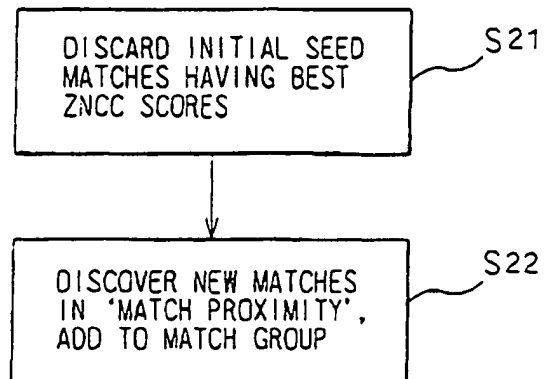 DISCARD INITIAL SEED
MATCHES HAVING BEST
ZNCC SCORES
S21
DISCOVER NEW MATCHES
IN 'MATCH PROXIMITY',
ADD TO MATCH GROUP
S22